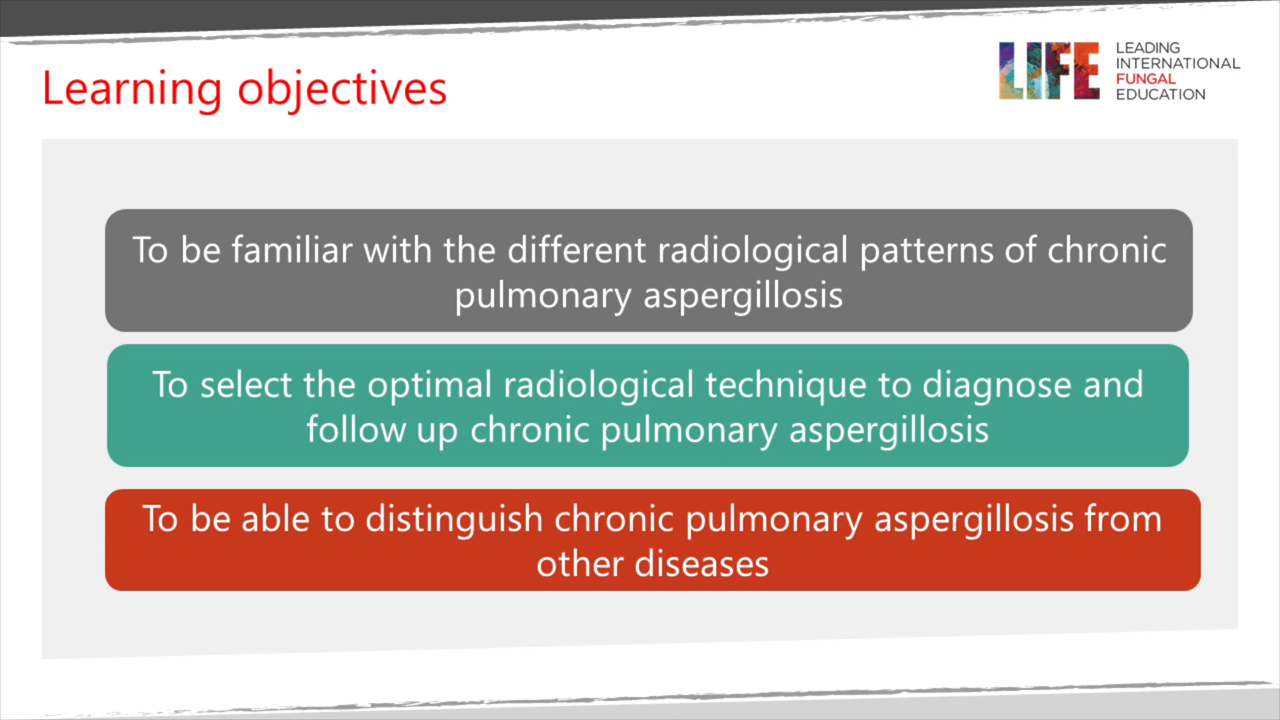 Learning objectives
LIFE
LEADING
INTERNATIONAL
FUNGAL
EDUCATION
To be familiar with the different radiological patterns of chronic
pulmonary aspergillosis
To select the optimal radiological technique to diagnose and
follow up chronic pulmonary aspergillosis
To be able to distinguish chronic pulmonary aspergillosis from
other diseases